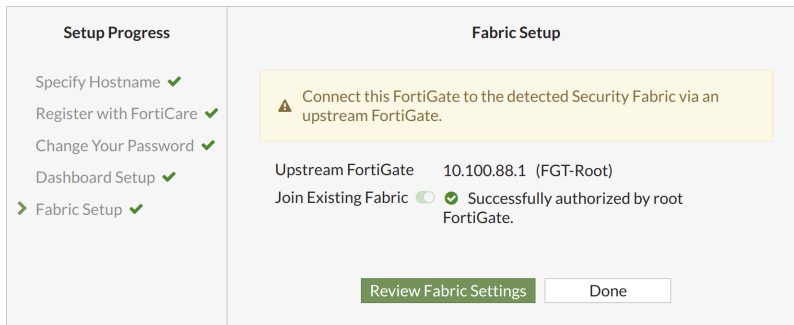 Setup Progress
Specify Hostname
Register with FortiCare
Change Your Password
Dashboard Setup
Fabric Setup
Fabric Setup
Connect this FortiGate to the detected Security Fabric via an
upstream FortiGate.
Upstream FortiGate 10.100.88.1 (FGT-Root)
Join Existing Fabric Successfully authorized by root
FortiGate.
Review Fabric Settings Done